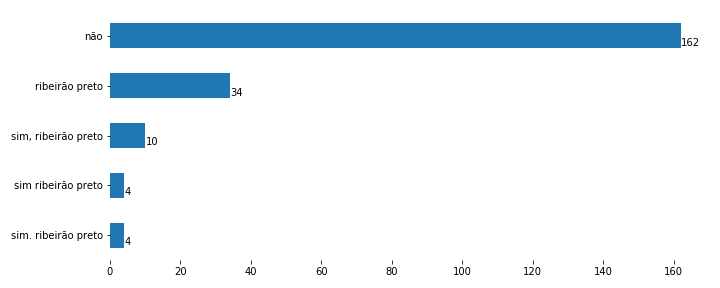 não
162
ribeirão preto
34
sim, ribeirão preto
10
sim ribeirão preto
4
sim. ribeirão preto
4
0 20 40 60 80 100 120 140 160